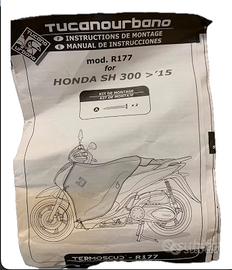 TUCANOURBANO
F INSTRUCTIONS DE MONTAGE
E MANUAL DE INSTRUCCIONES
mod. R177
for
HONDA SH 300 >'15
KIT DE MONTAGE
TERMOSCUD - R177